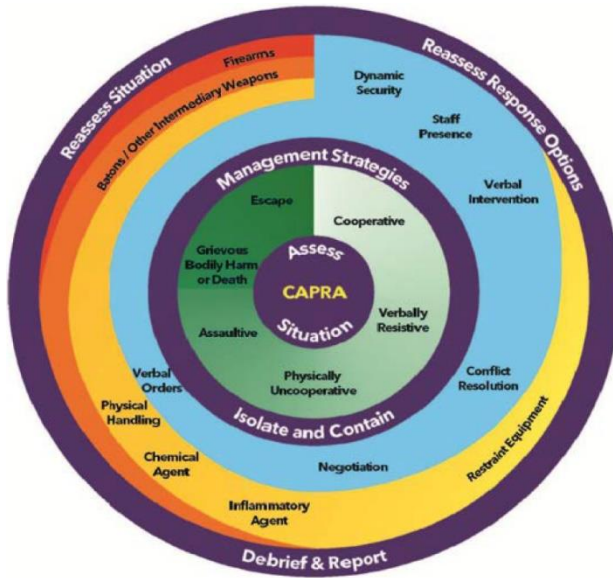 Reassess Situation
Reassess Response Options
Firearms
Batons / Other Intermediary Weapons
Dynamic
Security
Staff
Presence
Verbal
Intervention
Management Strategies
Escape
Cooperative
Grievous
Bodily Harm
or Death
Assess
CAPRA
Situation
Verbally
Resistive
Assaultive
Physically
Uncooperative
Verbal
Orders
Conflict
Resolution
Physical
Handling
Isolate and Contain
Chemical
Agent
Negotiation
Restraint Equipment
Inflammatory
Agent
Debrief & Report